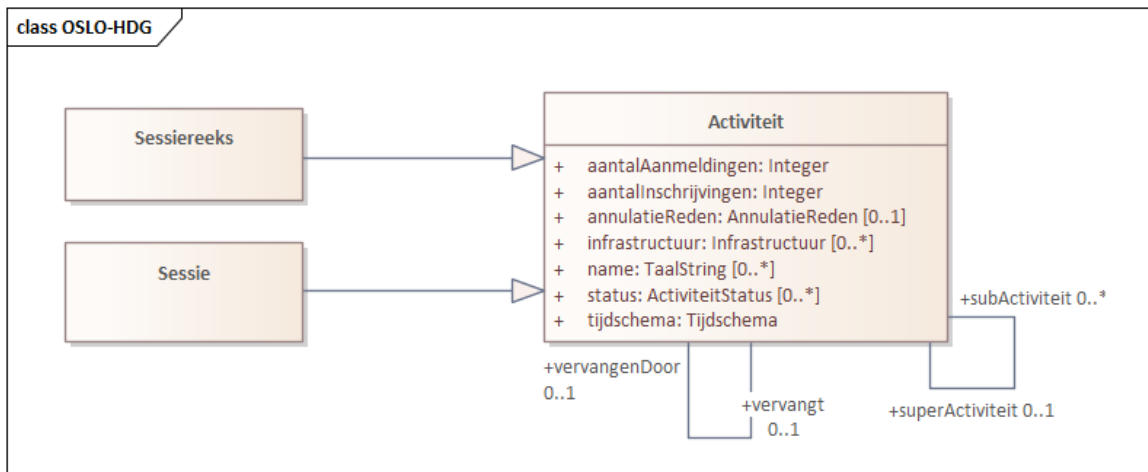 class OSLO-HDG
Sessiereeks
Sessie
Activiteit
+ aantalAanmeldingen: Integer
+ aantalInschrijvingen: Integer
+ annulatieReden: AnnulatieReden [0..1]
+ infrastructuur: Infrastructuur [0..*]
+ name: TaalString [0..*]
+ status: ActiviteitStatus [0..*]
+ tijdschema: Tijdschema
+subActiviteit 0..*
+superActiviteit 0..1
+vervangenDoor
0..1
+vervangt
0..1